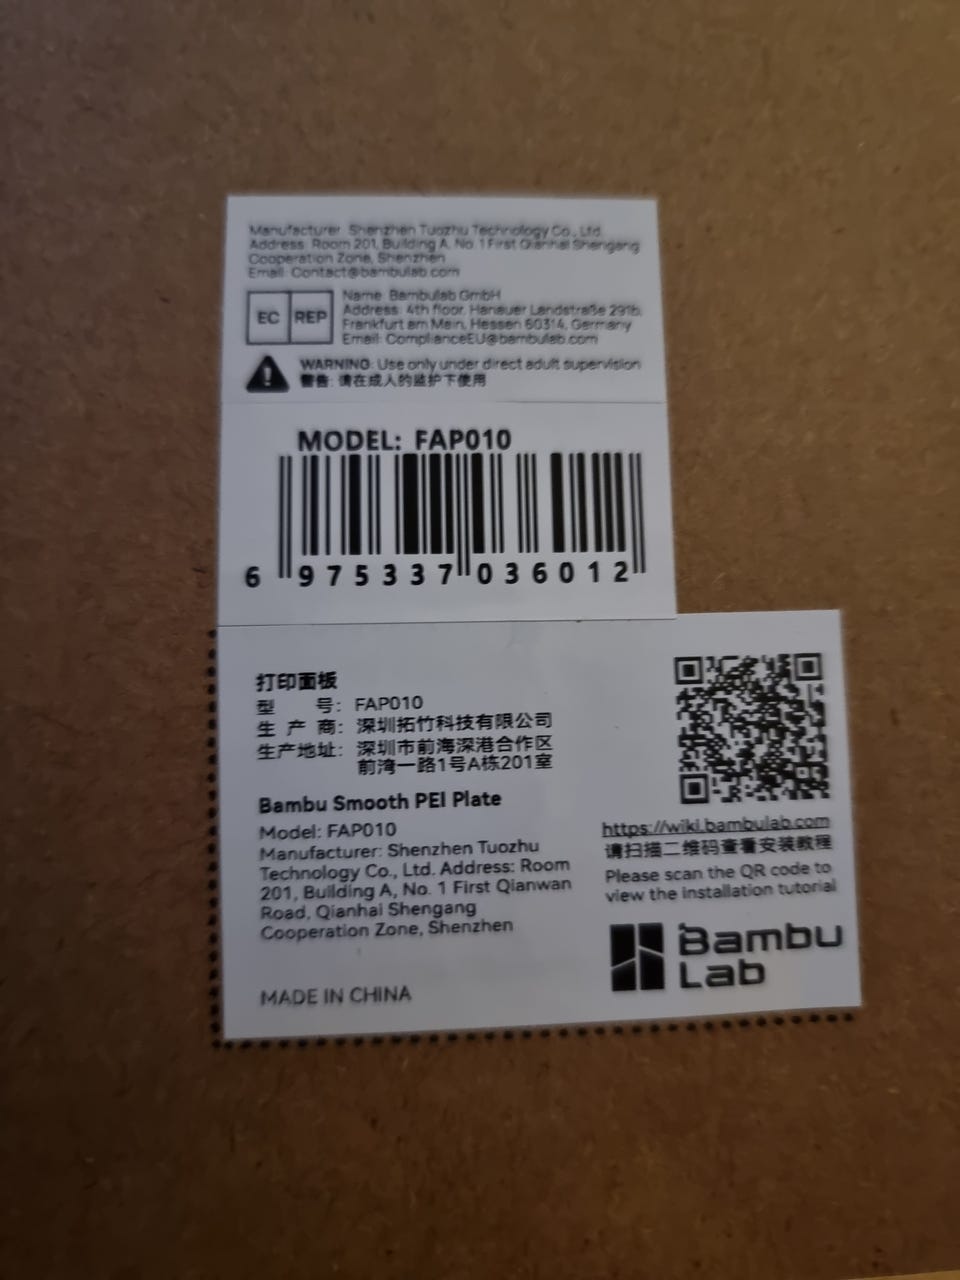 Manufacturer: Shenzhen Tuozhu Technology Co., Ltd.
Address: Room 201, Building A, No. 1 First Qianhai Shengang
Cooperation Zone, Shenzhen
Email: Contact@bambulab.com
EC REP
Name: Bambulab GmbH
Address: 4th floor, Hanauer Landstraße 291b,
Frankfurt am Main, Hessen 60314, Germany
Email: ComplianceEU@bambulab.com
WARNING: Use only under direct adult supervision
警告: 请在成人的监护下使用
MODEL: FAP010
6 975337 036012
打印面板
型 号: FAP010
生 产 商: 深圳拓竹科技有限公司
生产地址: 深圳市前海深港合作区
前湾一路1号A栋201室
Bambu Smooth PEI Plate
Model: FAP010
Manufacturer: Shenzhen Tuozhu
Technology Co., Ltd. Address: Room
201, Building A, No. 1 First Qianwan
Road, Qianhai Shengang
Cooperation Zone, Shenzhen
MADE IN CHINA
https://wiki.bambulab.com
请扫描二维码查看安装教程
Please scan the QR code to
view the installation tutorial
Bambu
Lab